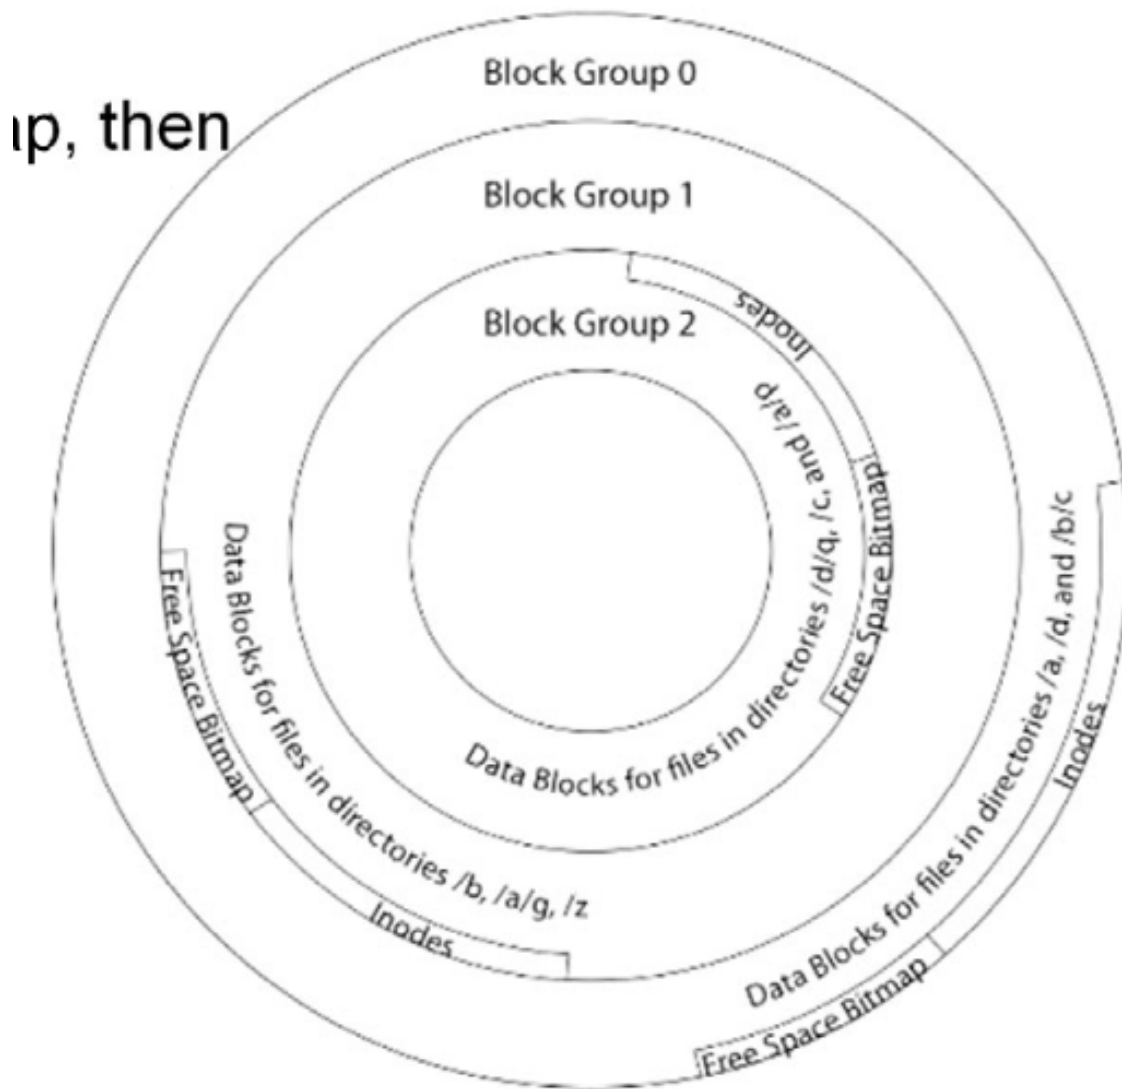 Block Group 0
ap, then
Block Group 1
Block Group 2
Inodes
Free Space Bitmap
Data Blocks for files in directories /d/q, /c, and /a/p
Free Space Bitmap
Inodes
Data Blocks for files in directories /b, /a/g, /z
Data Blocks for files in directories /a, /d, and /b/c
Inodes
Free Space Bitmap